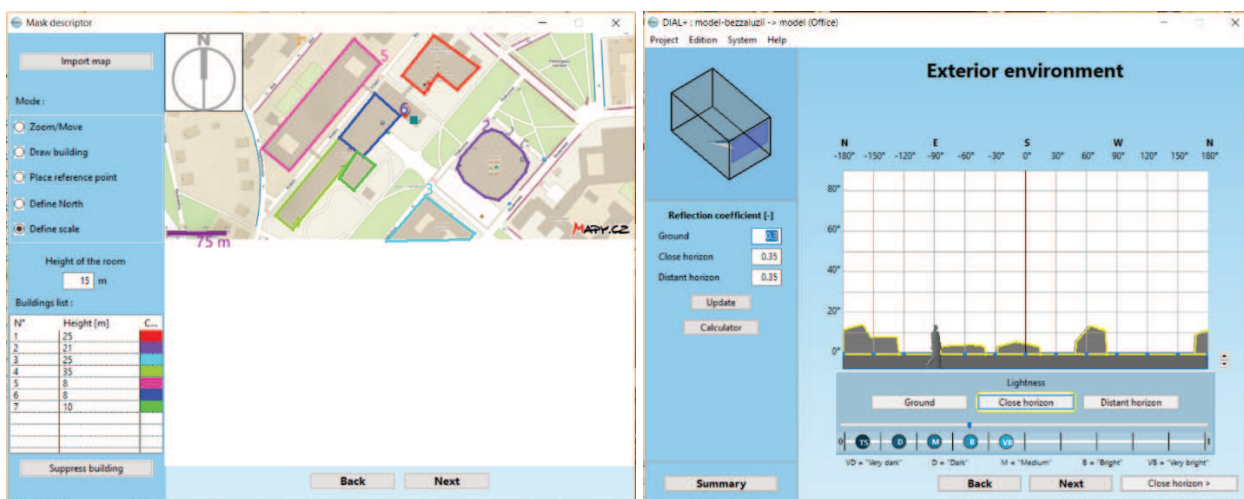 Mask descriptor
Import map
Mode :
Zoom/Move
Draw building
Place reference point
Define North
Define scale
Height of the room
15 m
Buildings list :
N° Height [m] C...
1 25
2 21
3 25
4 35
5 8
6 8
7 10
Suppress building
N
5
6
2
3
75 m
MAPY.CZ
Back Next
DIAL+ : model-bezzaluzii -> model (Office)
Project Edition System Help
Exterior environment
N E S W N
-180° -150° -120° -90° -60° -30° 0° 30° 60° 90° 120° 150° 180°
80°
60°
40°
20°
0°
Reflection coefficient [-]
Ground
Close horizon 0.35
Distant horizon 0.35
Update
Calculator
Lightness
Ground Close horizon Distant horizon
0 TS D M B VB 1
VD = "Very dark" D = "Dark" M = "Medium" B = "Bright" VB = "Very bright"
Summary
Back Next Close horizon >